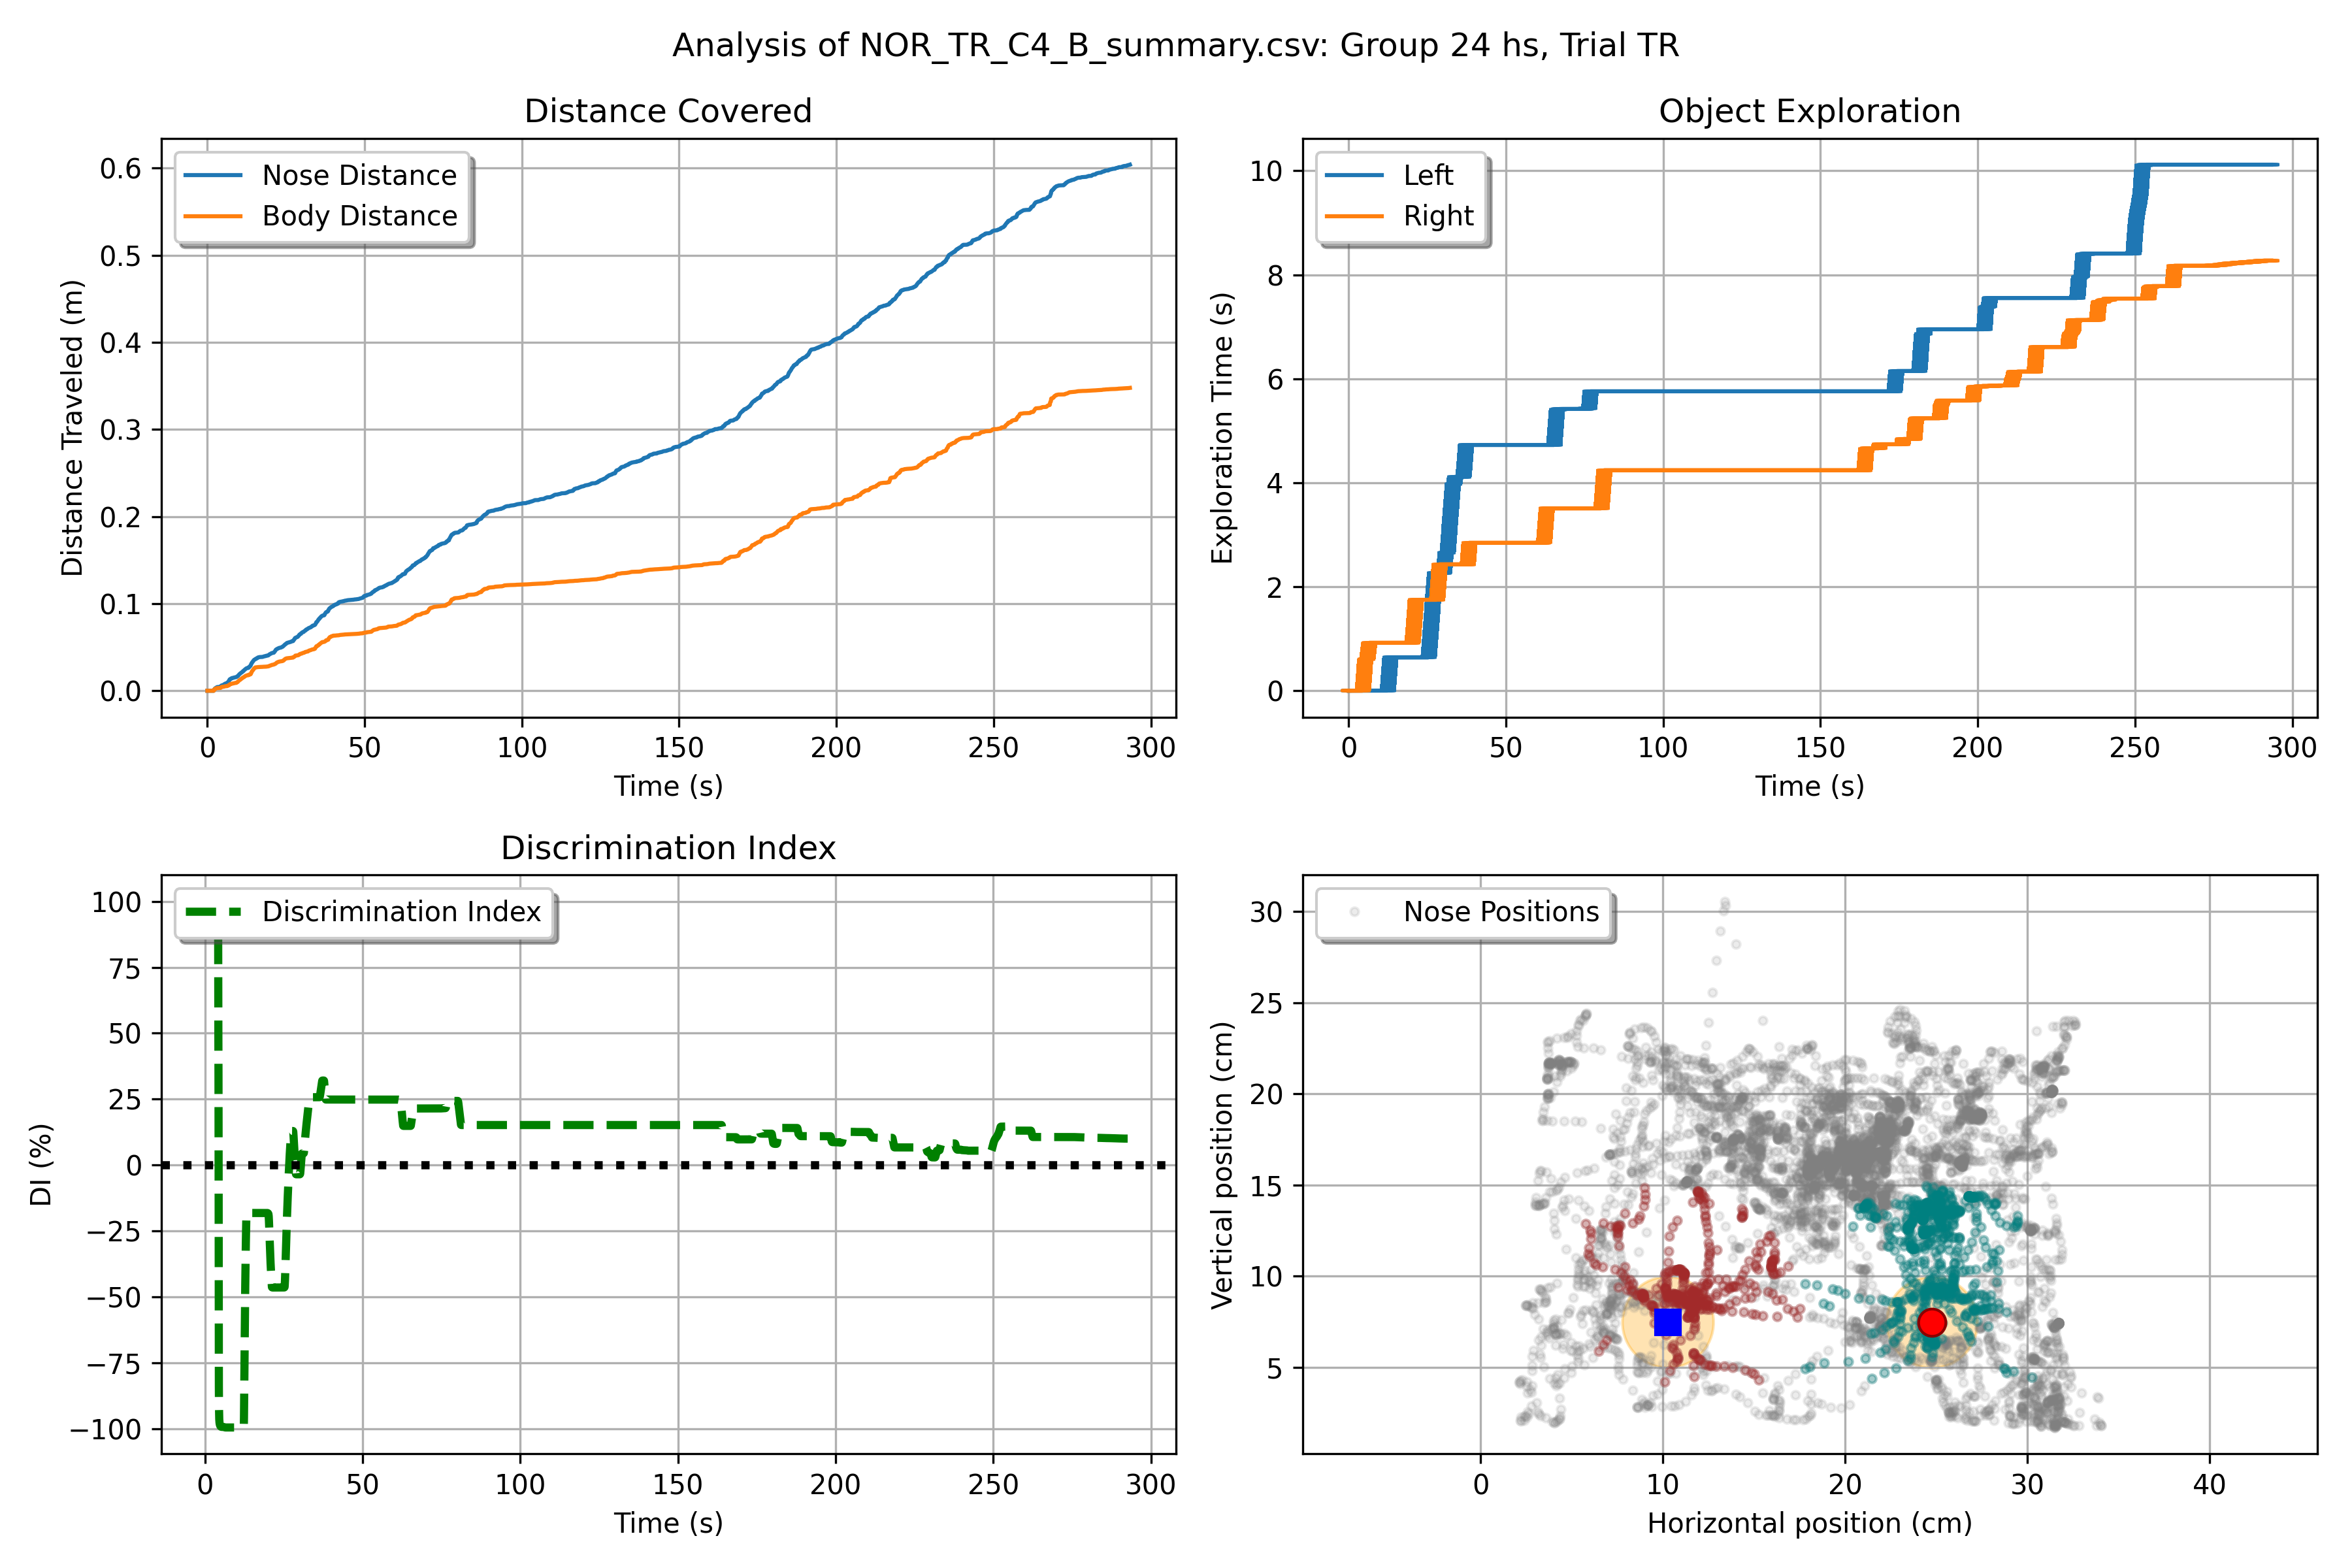 Analysis of NOR_TR_C4_B_summary.csv: Group 24 hs, Trial TR
Distance Covered
Nose Distance
Body Distance
Distance Traveled (m)
0.6
0.5
0.4
0.3
0.2
0.1
0.0
0 50 100 150 200 250 300
Time (s)
Object Exploration
Left
Right
Exploration Time (s)
10
8
6
4
2
0
0 50 100 150 200 250 300
Time (s)
Discrimination Index
Discrimination Index
DI (%)
100
75
50
25
0
−25
−50
−75
−100
0 50 100 150 200 250 300
Time (s)
Nose Positions
Vertical position (cm)
30
25
20
15
10
5
0 10 20 30 40
Horizontal position (cm)